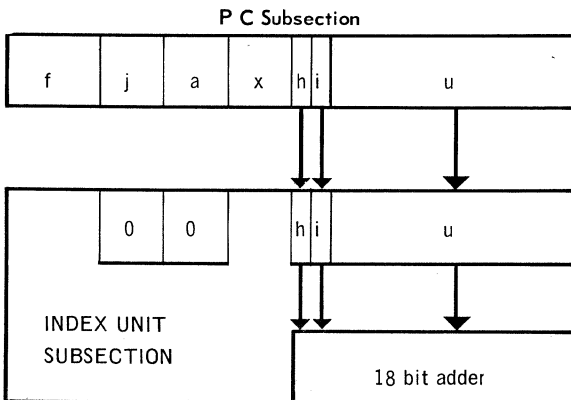 P C Subsection
f j a x h i u
0 0 h i u
INDEX UNIT
SUBSECTION
18 bit adder